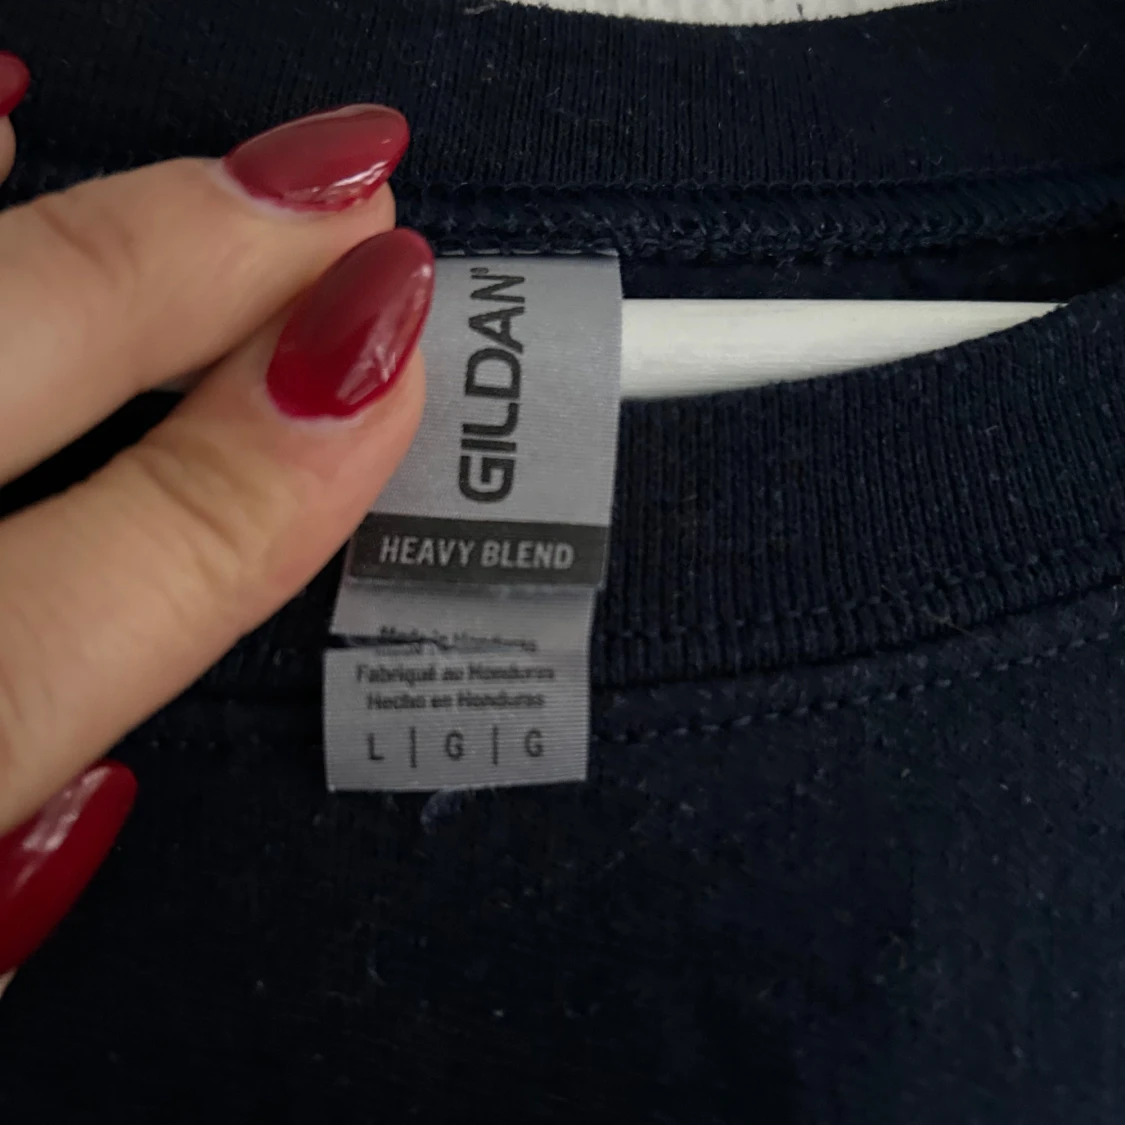 GILDAN®
HEAVY BLEND
Made in Honduras
Fabriqué au Honduras
Hecho en Honduras
L | G | G